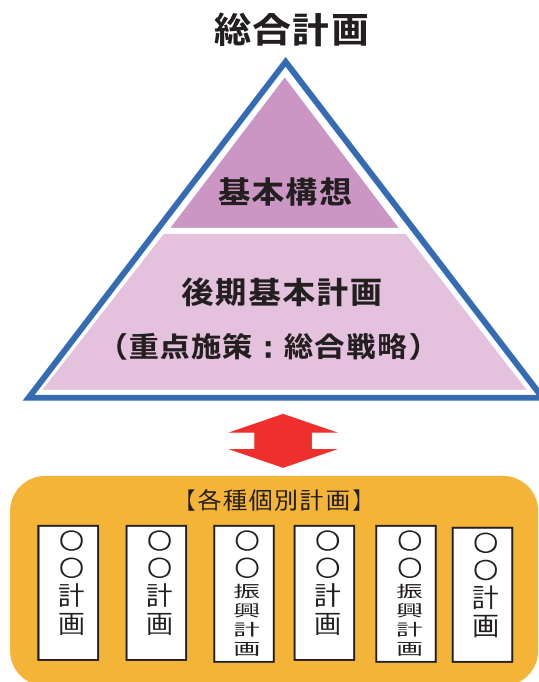 総合計画
基本構想
後期基本計画
（重点施策：総合戦略）
【各種個別計画】
〇〇計画
〇〇計画
〇〇振興計画
〇〇計画
〇〇振興計画
〇〇計画